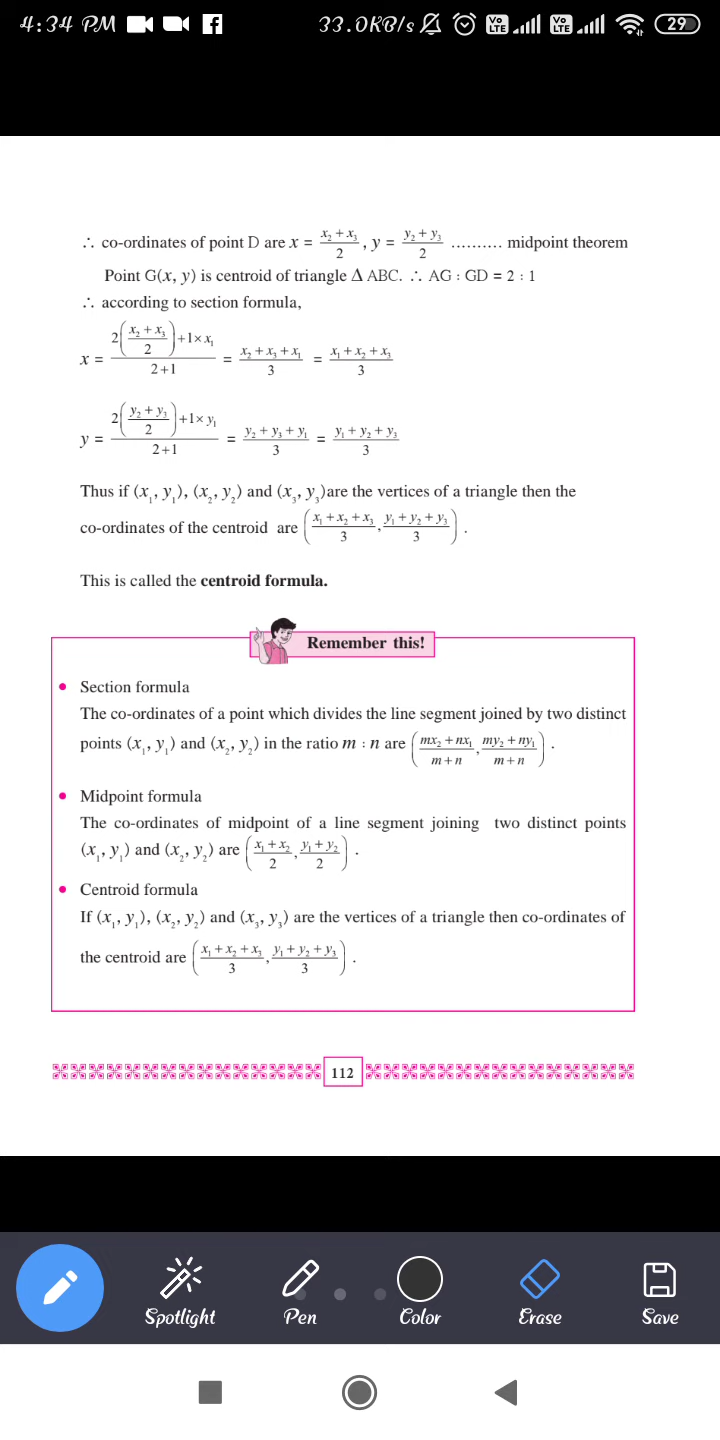 4:34 PM 33.0KB/s Vo LTE Vo LTE 29
∴ co-ordinates of point D are x = (x₂ + x₃)/2 , y = (y₂ + y₃)/2 .......... midpoint theorem
Point G(x, y) is centroid of triangle Δ ABC. ∴ AG : GD = 2 : 1
∴ according to section formula,
x = (2((x₂ + x₃)/2) + 1× x₁)/(2+1) = (x₂ + x₃ + x₁)/3 = (x₁ + x₂ + x₃)/3
y = (2((y₂ + y₃)/2) + 1× y₁)/(2+1) = (y₂ + y₃ + y₁)/3 = (y₁ + y₂ + y₃)/3
Thus if (x₁, y₁), (x₂, y₂) and (x₃, y₃)are the vertices of a triangle then the
co-ordinates of the centroid are ((x₁ + x₂ + x₃)/3, (y₁ + y₂ + y₃)/3) .
This is called the centroid formula.
Remember this!
• Section formula
The co-ordinates of a point which divides the line segment joined by two distinct
points (x₁, y₁) and (x₂, y₂) in the ratio m : n are ((mx₂ + nx₁)/(m + n), (my₂ + ny₁)/(m + n)) .
• Midpoint formula
The co-ordinates of midpoint of a line segment joining two distinct points
(x₁, y₁) and (x₂, y₂) are ((x₁ + x₂)/2, (y₁ + y₂)/2) .
• Centroid formula
If (x₁, y₁), (x₂, y₂) and (x₃, y₃) are the vertices of a triangle then co-ordinates of
the centroid are ((x₁ + x₂ + x₃)/3, (y₁ + y₂ + y₃)/3) .
112
Spotlight Pen Color Erase Save